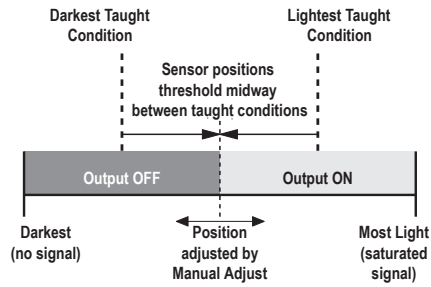 Darkest Taught
Condition
Lightest Taught
Condition
Sensor positions
threshold midway
between taught conditions
Output OFF
Output ON
Darkest
(no signal)
Position
adjusted by
Manual Adjust
Most Light
(saturated
signal)